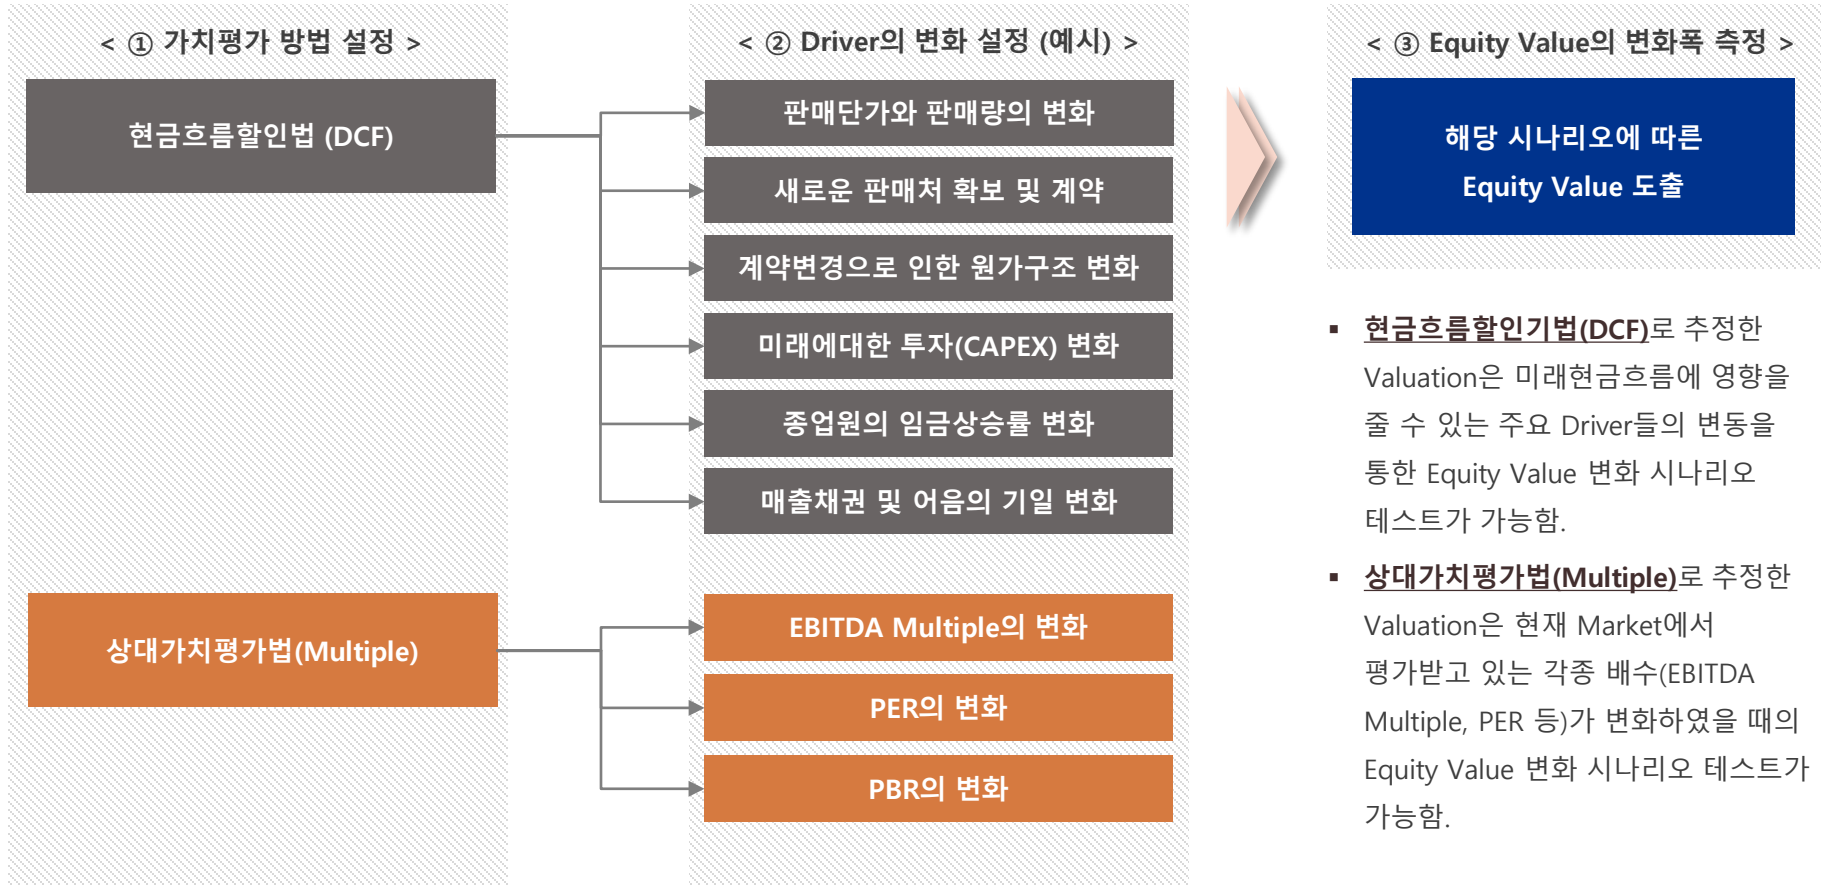 < ① 가치평가 방법 설정 >
현금흐름할인법 (DCF)
상대가치평가법(Multiple)
< ② Driver의 변화 설정 (예시) >
판매단가와 판매량의 변화
새로운 판매처 확보 및 계약
계약변경으로 인한 원가구조 변화
미래에대한 투자(CAPEX) 변화
종업원의 임금상승률 변화
매출채권 및 어음의 기일 변화
EBITDA Multiple의 변화
PER의 변화
PBR의 변화
< ③ Equity Value의 변화폭 측정 >
해당 시나리오에 따른
Equity Value 도출
▪ 현금흐름할인기법(DCF)로 추정한
Valuation은 미래현금흐름에 영향을
줄 수 있는 주요 Driver들의 변동을
통한 Equity Value 변화 시나리오
테스트가 가능함.
▪ 상대가치평가법(Multiple)로 추정한
Valuation은 현재 Market에서
평가받고 있는 각종 배수(EBITDA
Multiple, PER 등)가 변화하였을 때의
Equity Value 변화 시나리오 테스트가
가능함.